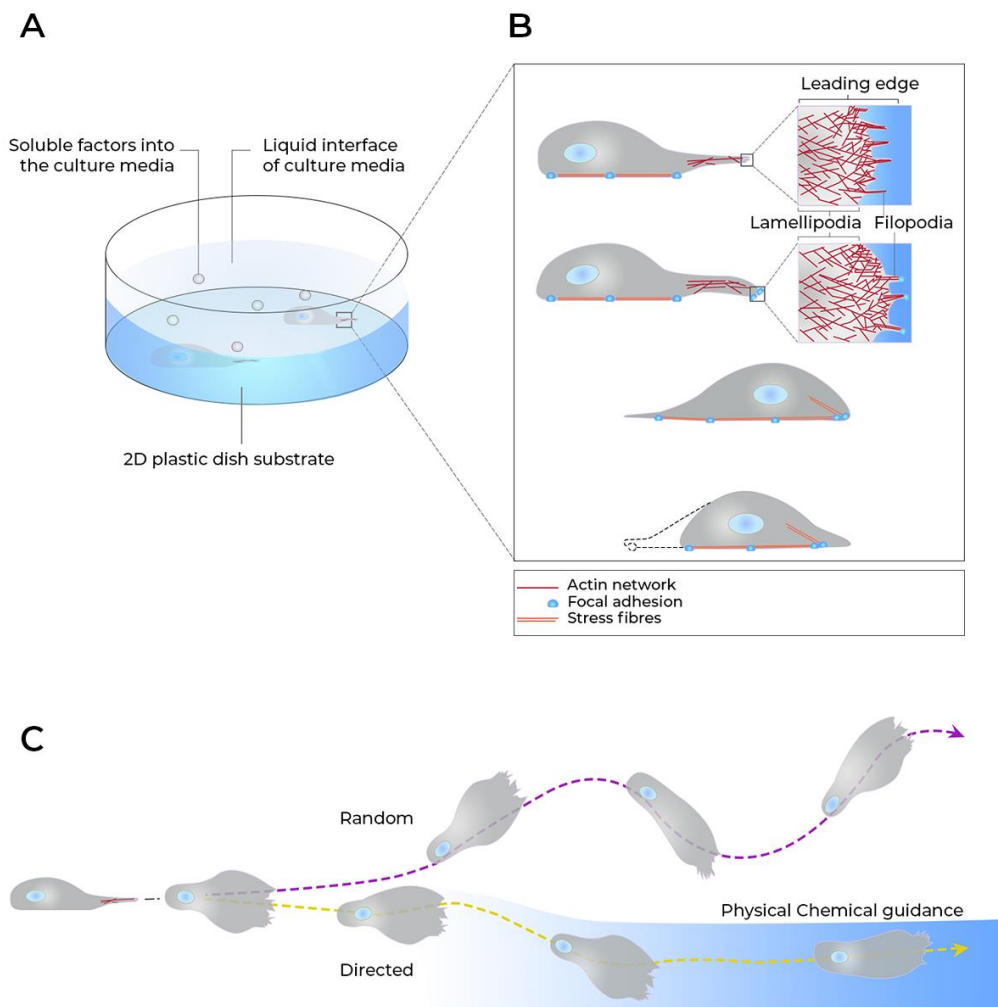 A
B
Soluble factors into
the culture media
Liquid interface
of culture media
2D plastic dish substrate
Leading edge
Lamellipodia
Filopodia
Actin network
Focal adhesion
Stress fibres
C
Random
Physical Chemical guidance
Directed